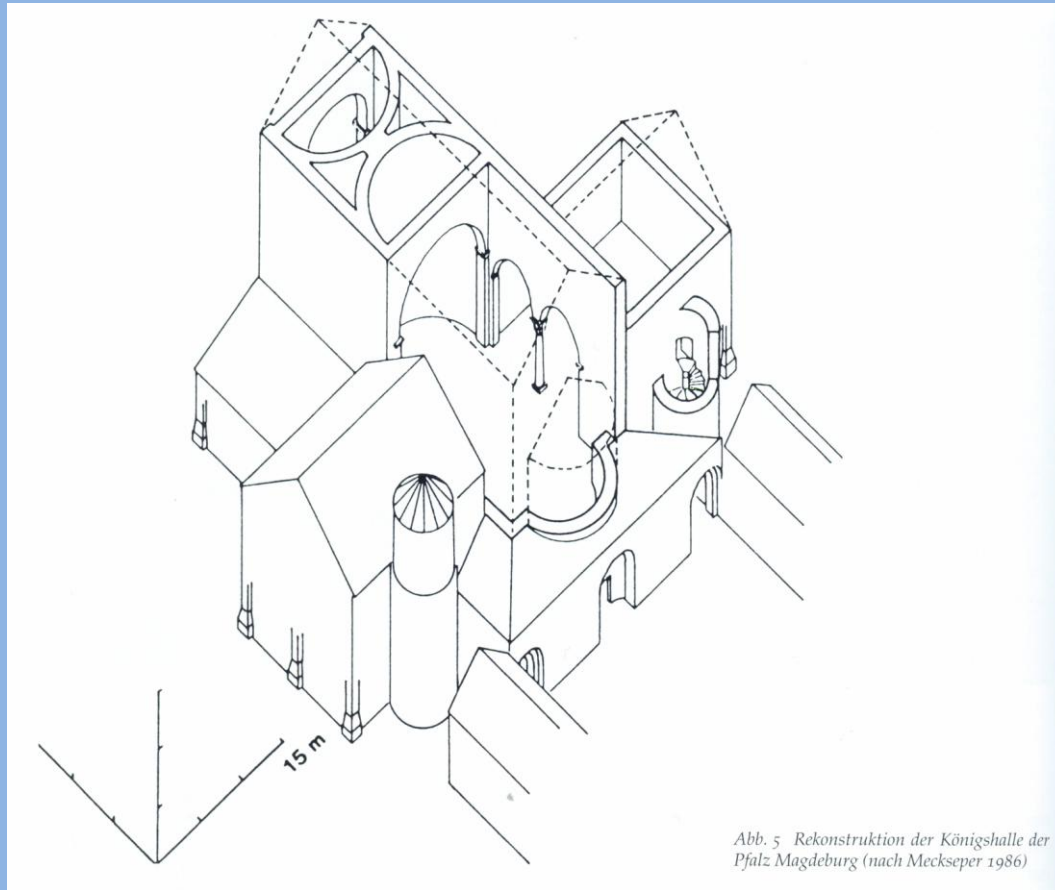 15 m
Abb. 5 Rekonstruktion der Königshalle der
Pfalz Magdeburg (nach Meckseper 1986)